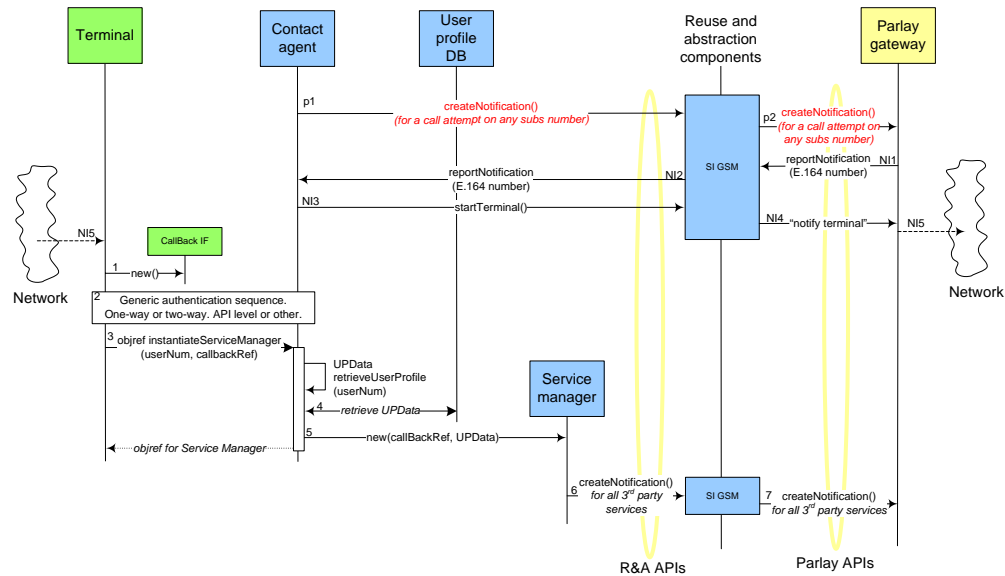 Terminal
Contact
agent
User
profile
DB
Reuse and
abstraction
components
Parlay
gateway
p1
createNotification()
(for a call attempt on any subs number)
p2
createNotification()
(for a call attempt on
any subs number)
reportNotification
(E.164 number)
NI2
SI GSM
reportNotification
(E.164 number)
NI1
NI3
startTerminal()
NI4
"notify terminal"
NI5
NI5
CallBack IF
1
new()
Network
Network
2
Generic authentication sequence.
One-way or two-way. API level or other.
3
objref instantiateServiceManager
(userNum, callbackRef)
UPData
retrieveUserProfile
(userNum)
Service
manager
4
retrieve UPData
5
new(callBackRef, UPData)
objref for Service Manager
6
createNotification()
for all 3rd party
services
SI GSM
7
createNotification()
for all 3rd party services
R&A APIs
Parlay APIs